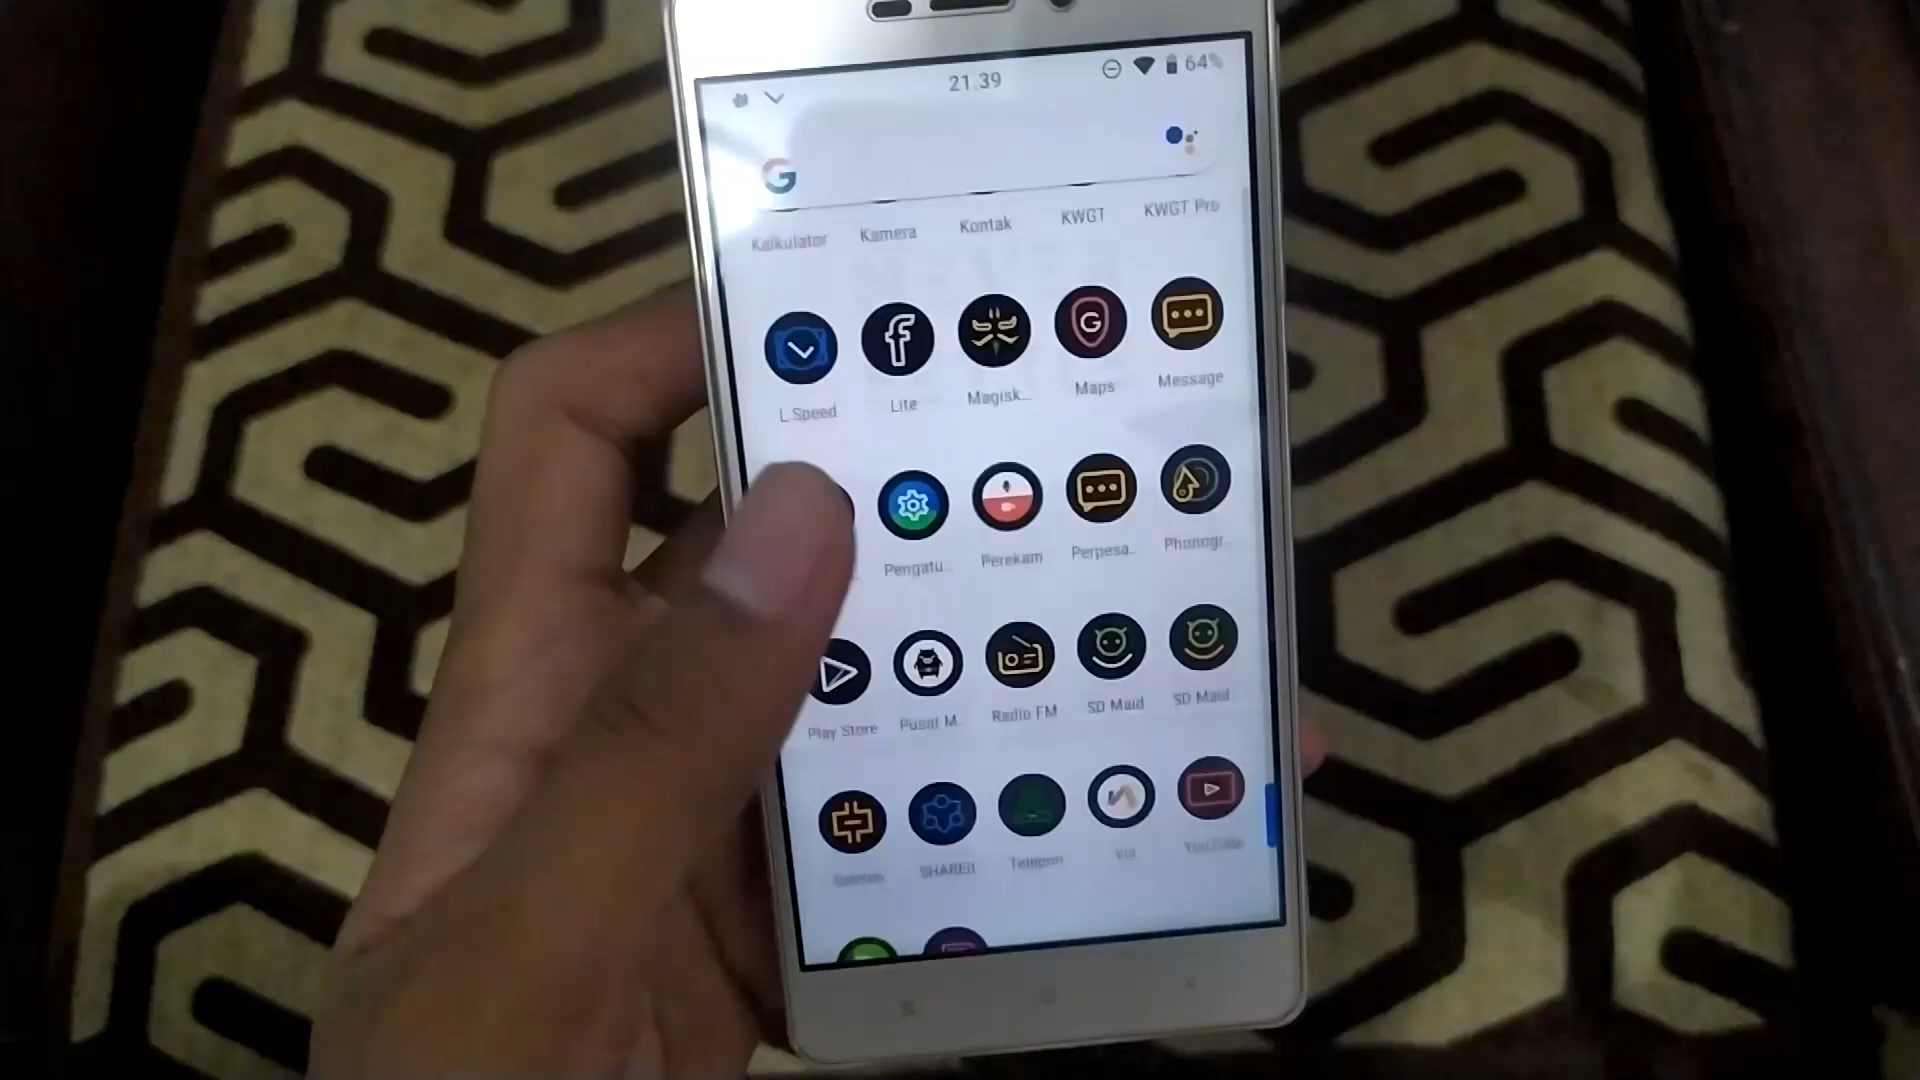 21.39 64%
G
Kalkulator Kamera Kontak KWGT KWGT Pro
L Speed Lite Magisk... Maps Message
Pengatu... Perekam Perpesa... Phonogr...
Play Store Pusat M... Radio FM SD Maid SD Maid
SHAREit Telepon YouTube